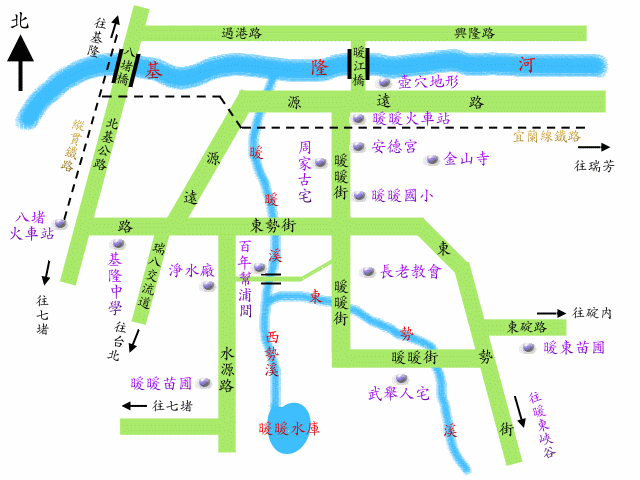 北
往基隆
過港路
興隆路
八堵橋
基
隆
河
暖江橋
壺穴地形
源
遠
路
縱貫鐵路
北基公路
暖暖火車站
宜蘭線鐵路
往瑞芳
源
遠
路
暖
暖
溪
周家古宅
暖暖街
安德宮
金山寺
暖暖國小
八堵
火車站
東勢街
基隆中學
瑞八交流道
淨水廠
百年幫浦間
長老教會
東
勢
街
往七堵
往台北
東
勢
溪
暖暖街
西勢溪
往碇內
東碇路
暖東苗圃
水源路
暖暖街
暖暖苗圃
武舉人宅
往七堵
暖暖水庫
往暖東峽谷